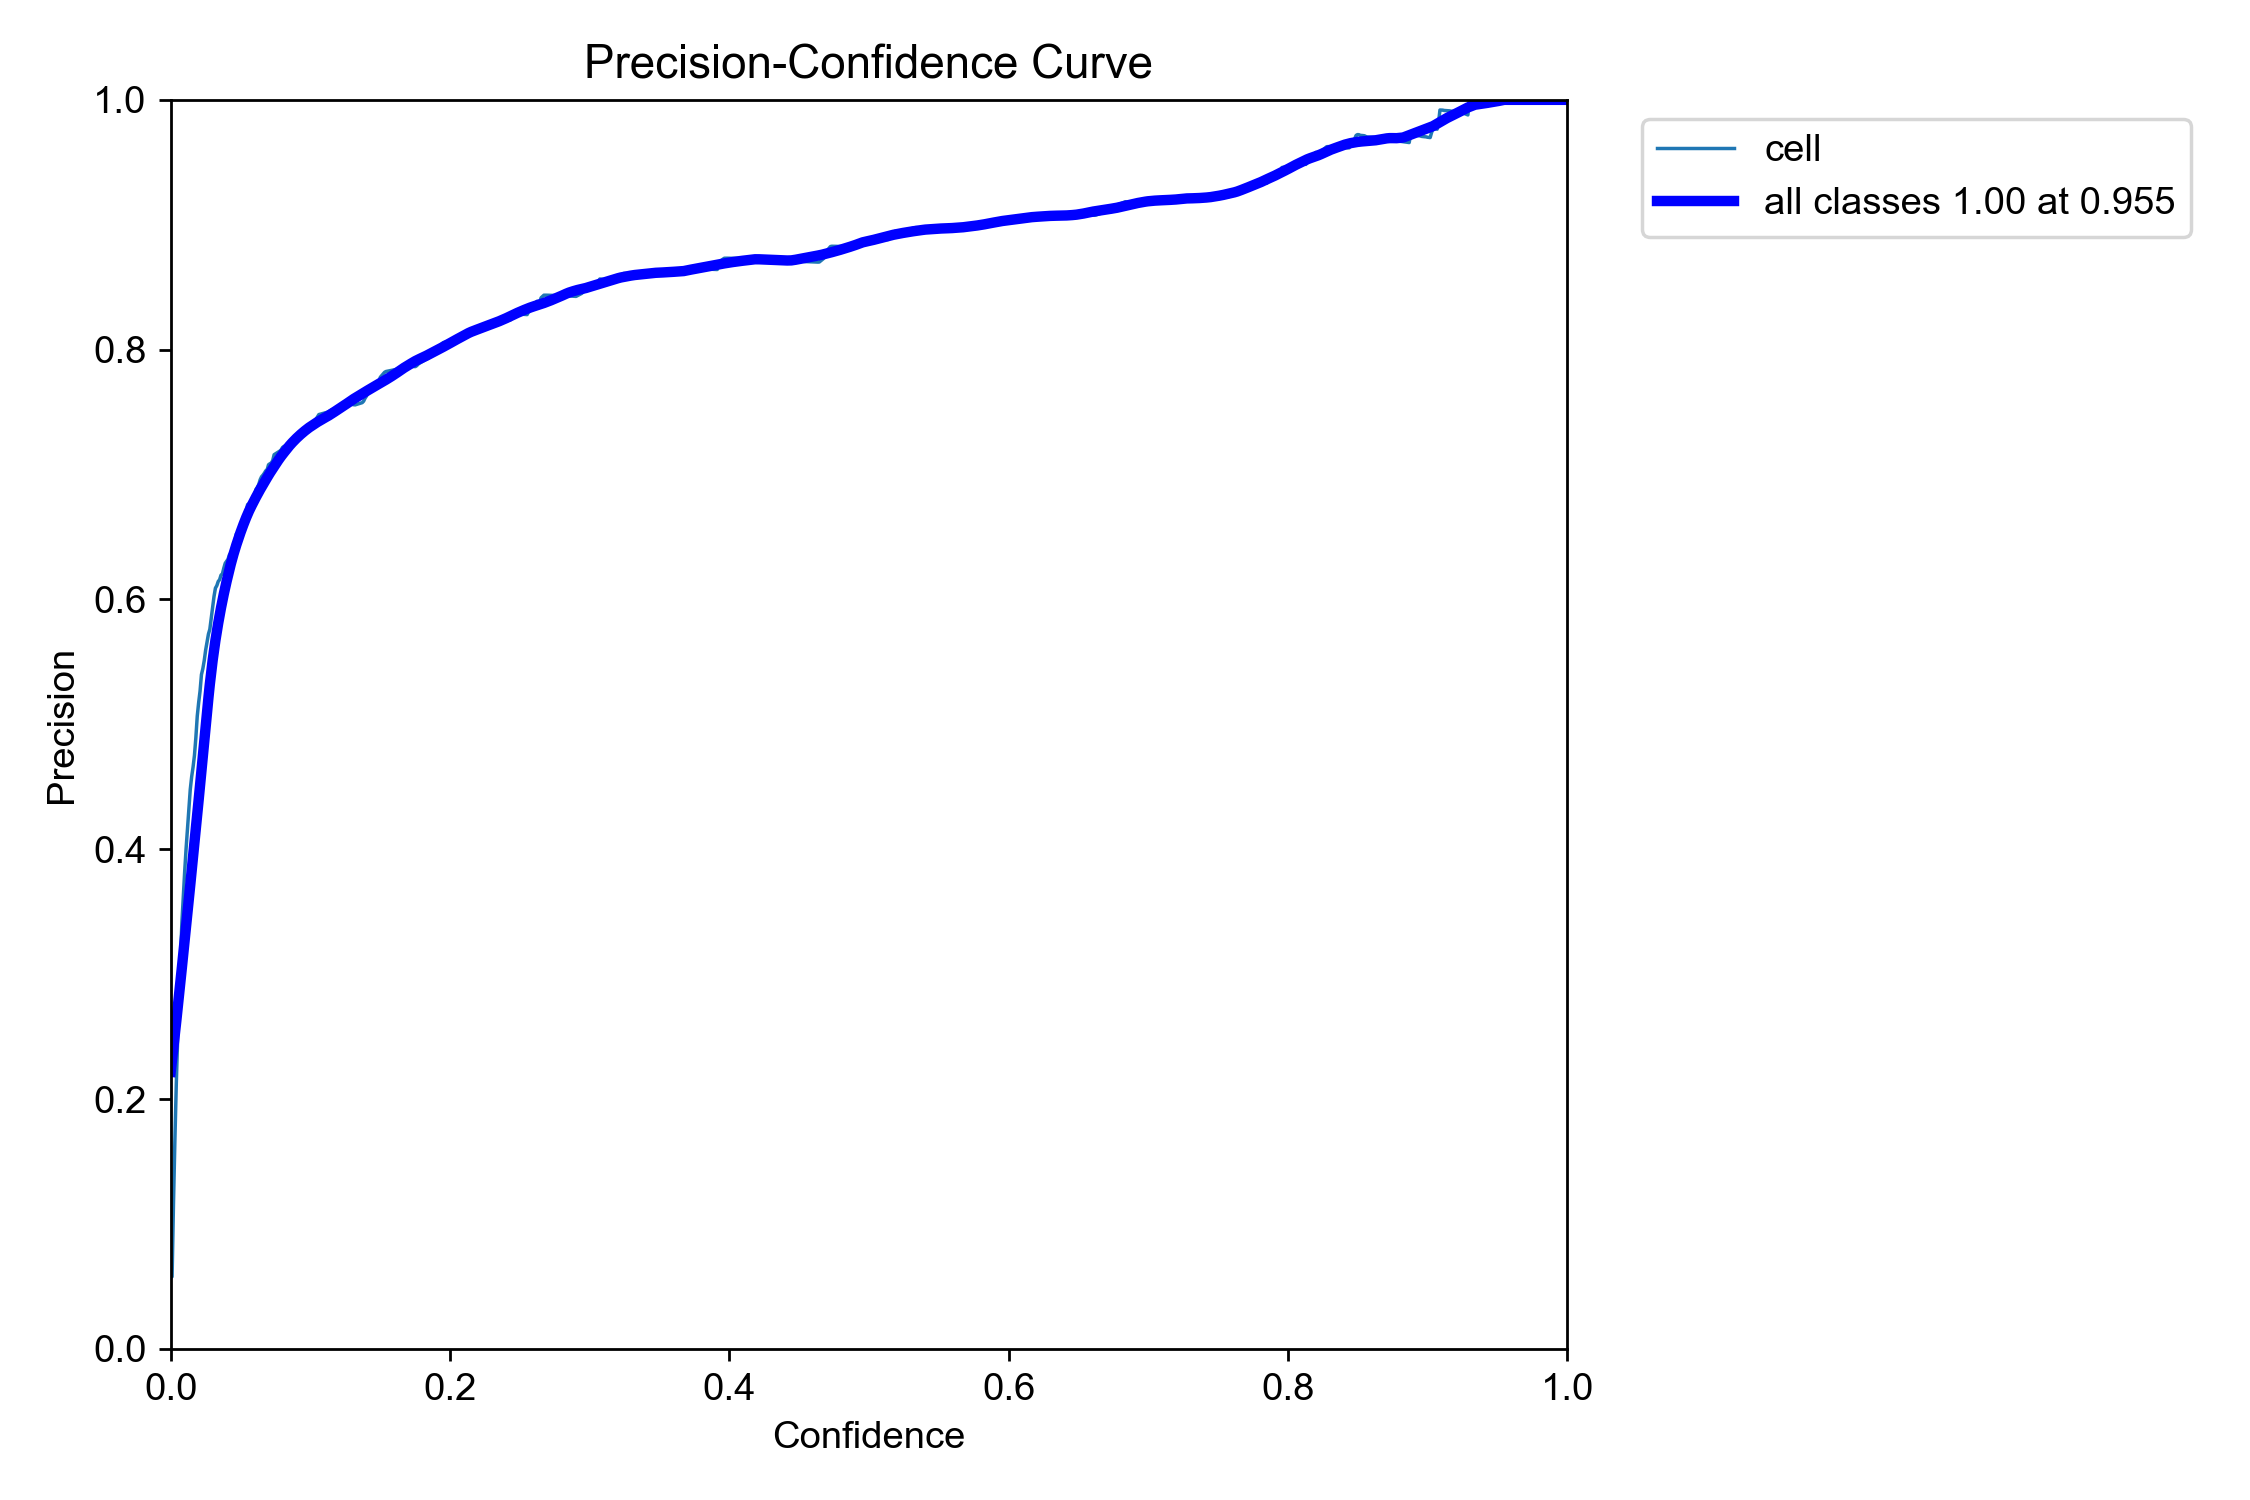 Precision-Confidence Curve
1.0
0.8
0.6
0.4
0.2
0.0
Precision
0.0 0.2 0.4 0.6 0.8 1.0
Confidence
cell
all classes 1.00 at 0.955